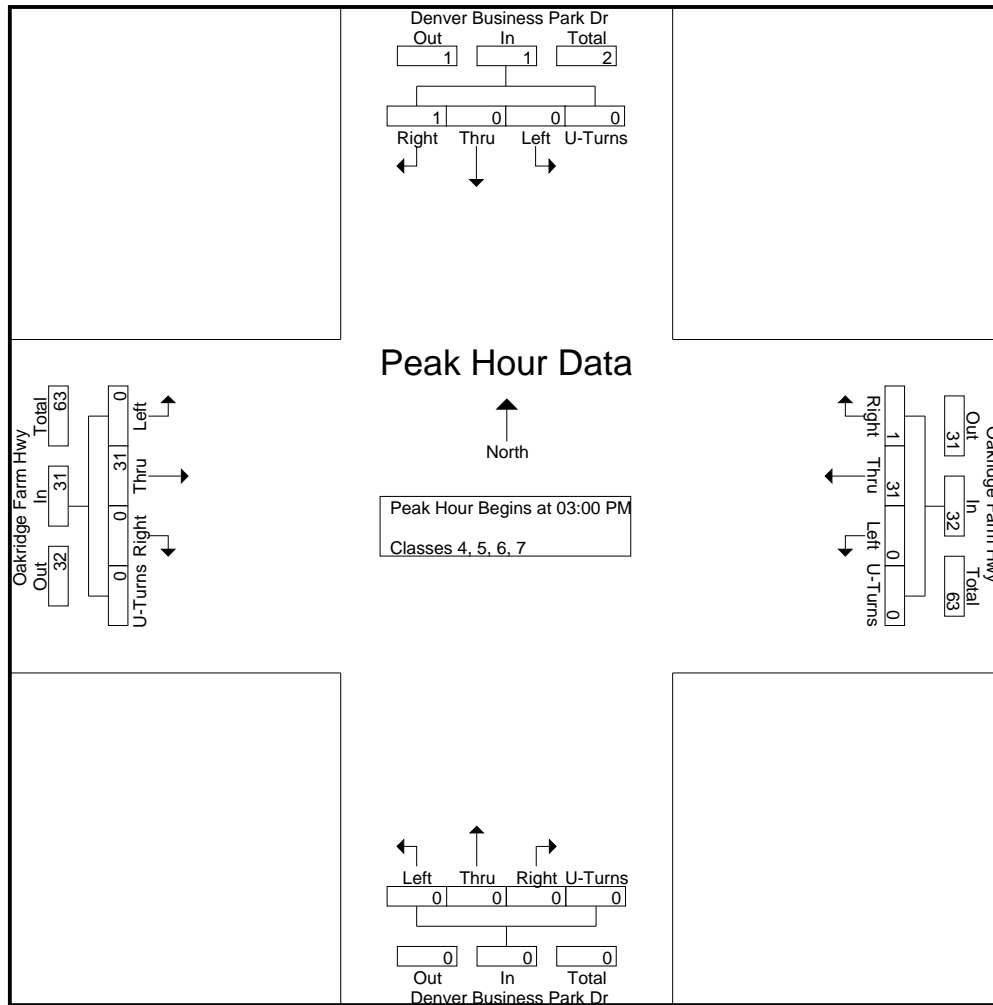 Denver Business Park Dr
Out In Total
1 1 2
1 0 0 0
Right Thru Left U-Turns
Peak Hour Data
North
Peak Hour Begins at 03:00 PM
Classes 4, 5, 6, 7
Oakridge Farm Hwy
Out In Total
32 31 63
0 0 31 0
U-Turns Right Thru Left
Oakridge Farm Hwy
Out In Total
31 32 63
1 31 0 0
Right Thru Left U-Turns
Left Thru Right U-Turns
0 0 0 0
0 0 0
Out In Total
Denver Business Park Dr